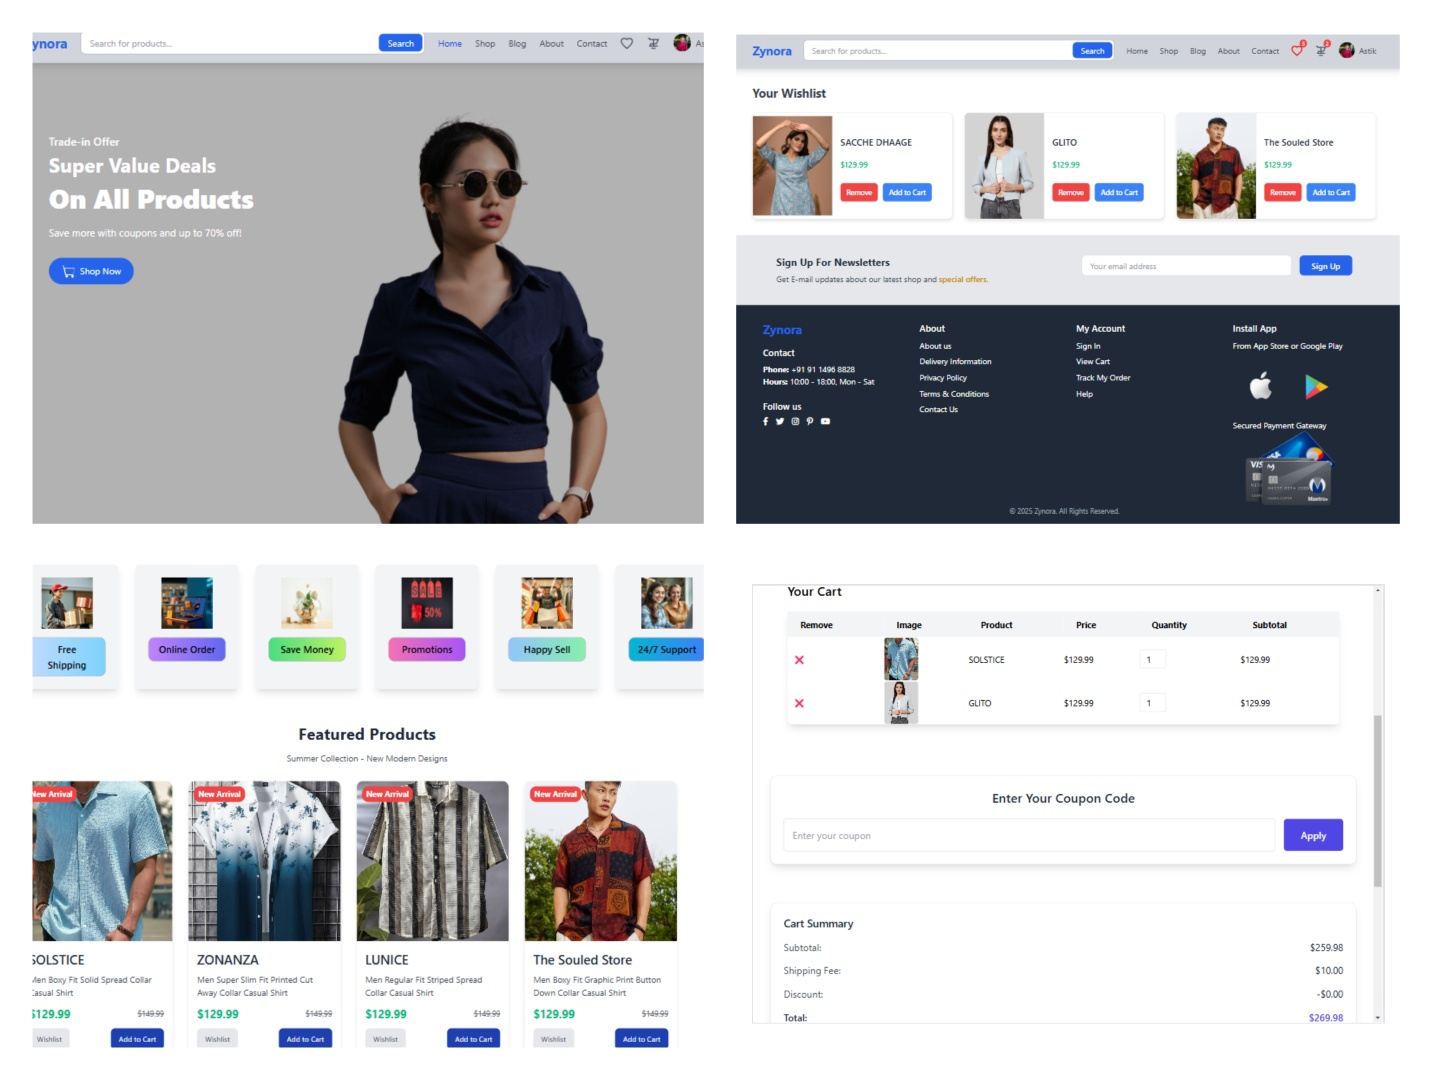 ynora
Search for products...
Search
Home
Shop
Blog
About
Contact
As
Trade-in Offer
Super Value Deals
On All Products
Save more with coupons and up to 70% off!
Shop Now
Zynora
Search for products...
Search
Home
Shop
Blog
About
Contact
3
2
Astik
Your Wishlist
SACCHE DHAAGE
$129.99
Remove
Add to Cart
GLITO
$129.99
Remove
Add to Cart
The Souled Store
$129.99
Remove
Add to Cart
Sign Up For Newsletters
Get E-mail updates about our latest shop and special offers.
Your email address
Sign Up
Zynora
Contact
Phone: +91 91 1496 8828
Hours: 10:00 - 18:00, Mon - Sat
Follow us
About
About us
Delivery Information
Privacy Policy
Terms & Conditions
Contact Us
My Account
Sign In
View Cart
Track My Order
Help
Install App
From App Store or Google Play
Secured Payment Gateway
VIS
Maestro
© 2025 Zynora. All Rights Reserved.
Free
Shipping
Online Order
Save Money
SALE
50%
Promotions
Happy Sell
24/7 Support
Featured Products
Summer Collection - New Modern Designs
New Arrival
SOLSTICE
Men Boxy Fit Solid Spread Collar
Casual Shirt
$129.99
$149.99
Wishlist
Add to Cart
New Arrival
ZONANZA
Men Super Slim Fit Printed Cut
Away Collar Casual Shirt
$129.99
$149.99
Wishlist
Add to Cart
New Arrival
LUNICE
Men Regular Fit Striped Spread
Collar Casual Shirt
$129.99
$149.99
Wishlist
Add to Cart
New Arrival
The Souled Store
Men Boxy Fit Graphic Print Button
Down Collar Casual Shirt
$129.99
$149.99
Wishlist
Add to Cart
Your Cart
Remove Image Product Price Quantity Subtotal
SOLSTICE $129.99 1 $129.99
GLITO $129.99 1 $129.99
Enter Your Coupon Code
Enter your coupon
Apply
Cart Summary
Subtotal: $259.98
Shipping Fee: $10.00
Discount: -$0.00
Total: $269.98